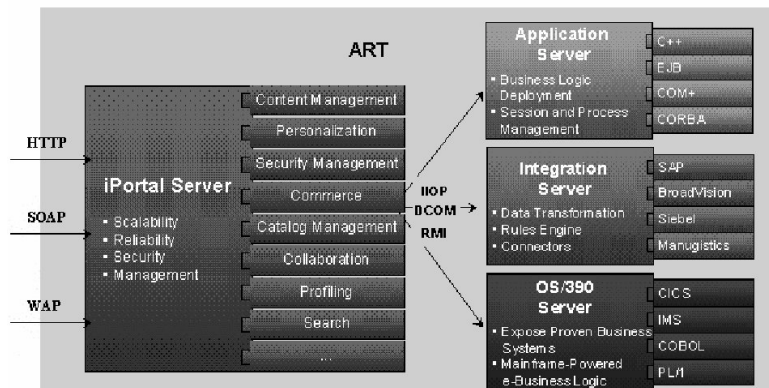 ART
HTTP
SOAP
WAP
iPortal Server
• Scalability
• Reliability
• Security
• Management
Content Management
Personalization
Security Management
Commerce
Catalog Management
Collaboration
Profiling
Search
...
IIOP
DCOM
RMI
Application
Server
• Business Logic
Deployment
• Session and Process
Management
C++
EJB
COM+
CORBA
Integration
Server
• Data Transformation
• Rules Engine
• Connectors
SAP
BroadVision
Siebel
Manugistics
OS/390
Server
• Expose Proven Business
Systems
• Mainframe-Powered
e-Business Logic
CICS
IMS
COBOL
PL/1